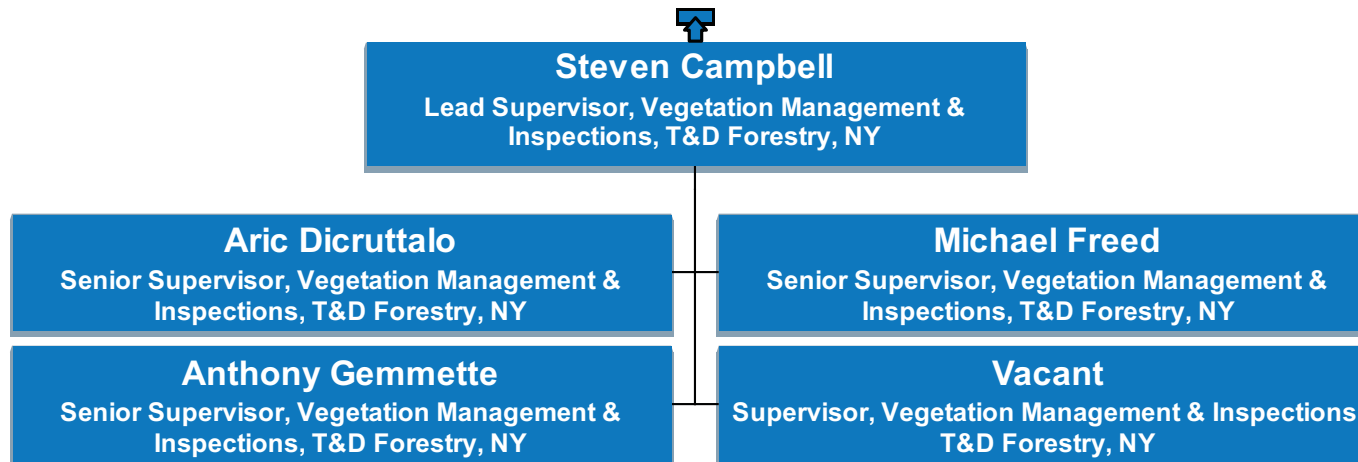 Steven Campbell
Lead Supervisor, Vegetation Management &
Inspections, T&D Forestry, NY
Aric Dicruttalo
Senior Supervisor, Vegetation Management &
Inspections, T&D Forestry, NY
Michael Freed
Senior Supervisor, Vegetation Management &
Inspections, T&D Forestry, NY
Anthony Gemmette
Senior Supervisor, Vegetation Management &
Inspections, T&D Forestry, NY
Vacant
Supervisor, Vegetation Management & Inspections
T&D Forestry, NY